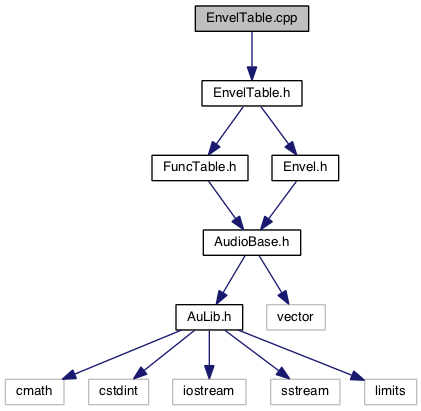 EnvelTable.cpp
EnvelTable.h
FuncTable.h
Envel.h
AudioBase.h
AuLib.h
vector
cmath
cstdint
iostream
sstream
limits